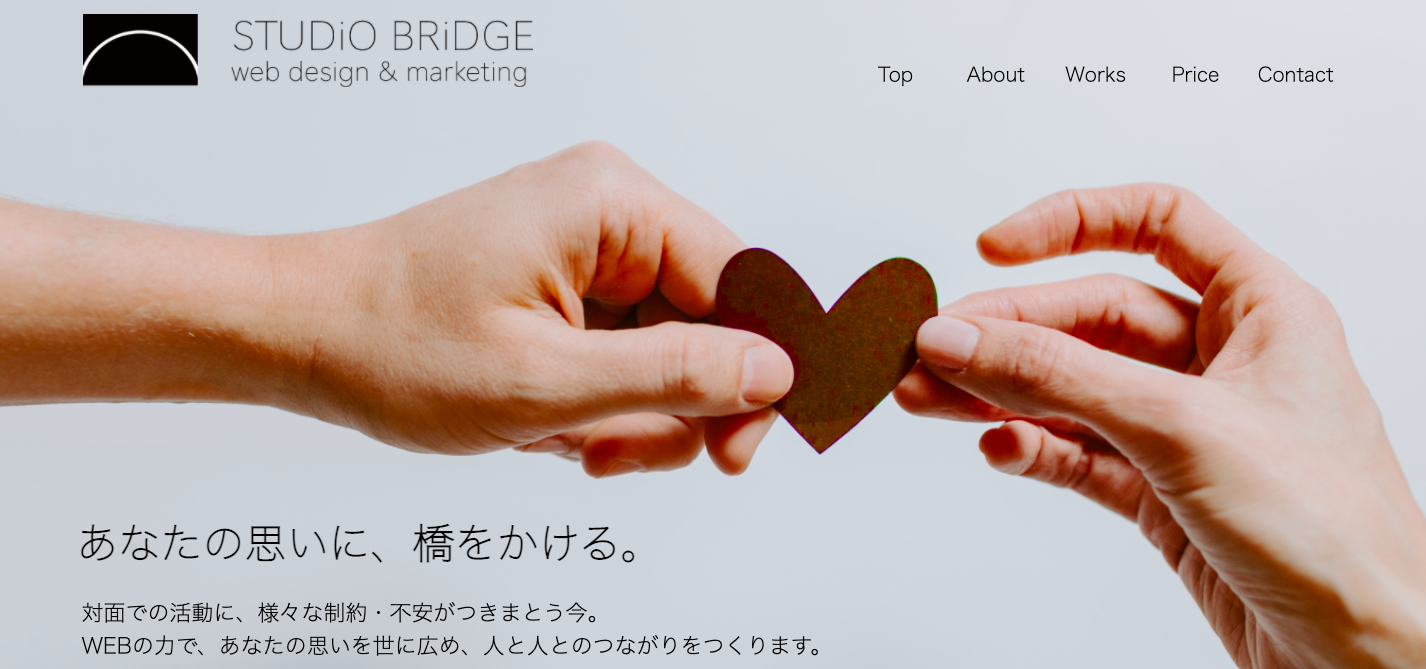 STUDiO BRiDGE
web design & marketing
Top About Works Price Contact
あなたの思いに、橋をかける。
対面での活動に、様々な制約・不安がつきまとう今。
WEBの力で、あなたの思いを世に広め、人と人とのつながりをつくります。